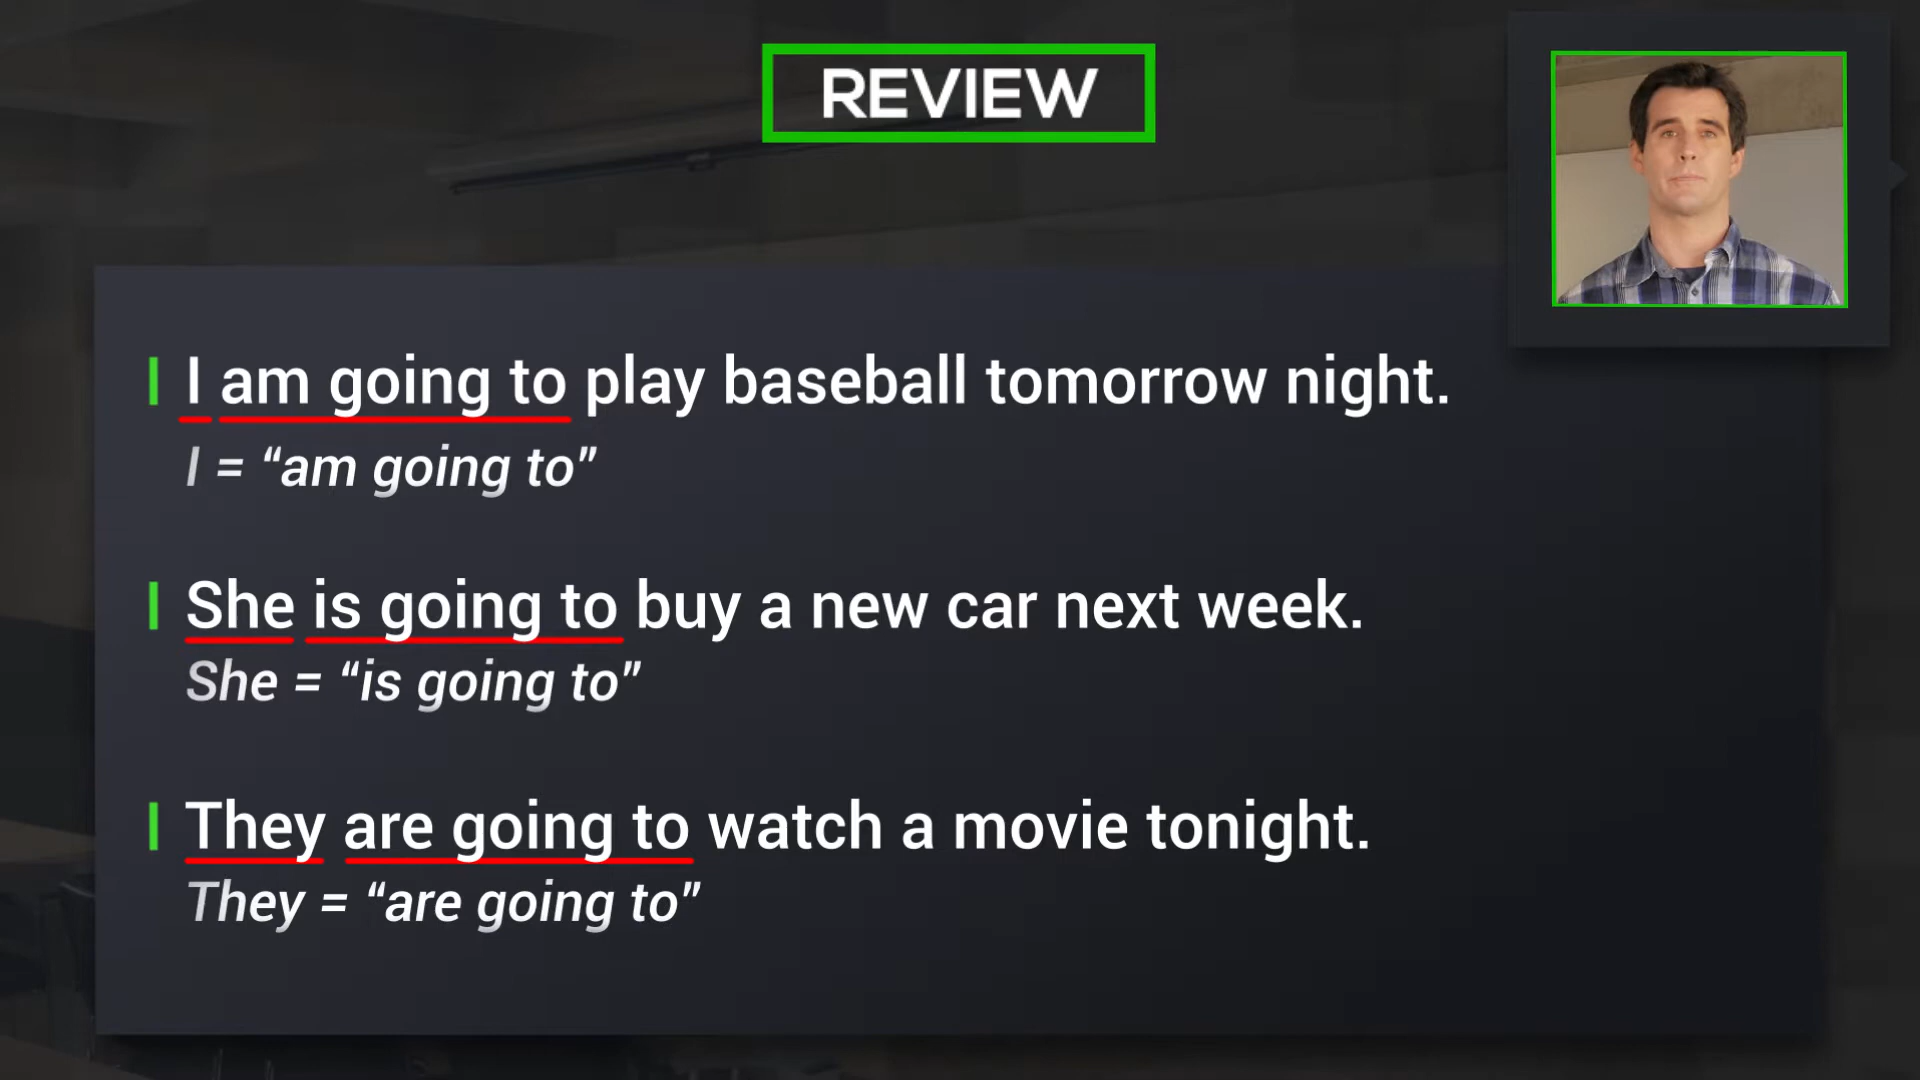 REVIEW
I am going to play baseball tomorrow night.
I = “am going to”
She is going to buy a new car next week.
She = “is going to”
They are going to watch a movie tonight.
They = “are going to”